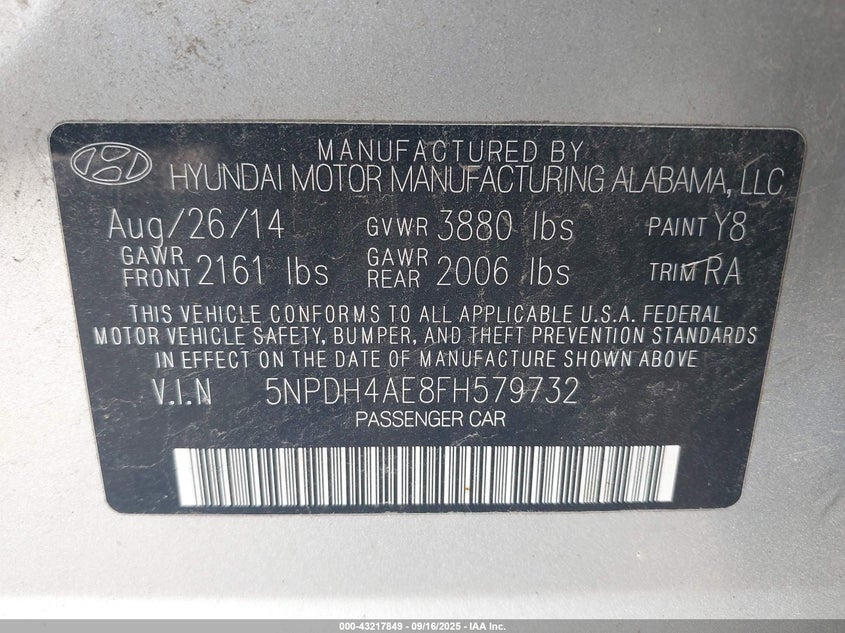 MANUFACTURED BY
HYUNDAI MOTOR MANUFACTURING ALABAMA, LLC
Aug/26/14 GVWR 3880 lbs PAINT Y8
GAWR FRONT 2161 lbs GAWR REAR 2006 lbs TRIM RA
THIS VEHICLE CONFORMS TO ALL APPLICABLE U.S.A. FEDERAL
MOTOR VEHICLE SAFETY, BUMPER, AND THEFT PREVENTION STANDARDS
IN EFFECT ON THE DATE OF MANUFACTURE SHOWN ABOVE
V.I.N 5NPDH4AE8FH579732
PASSENGER CAR
000-43217849 - 09/16/2025 - IAA Inc.